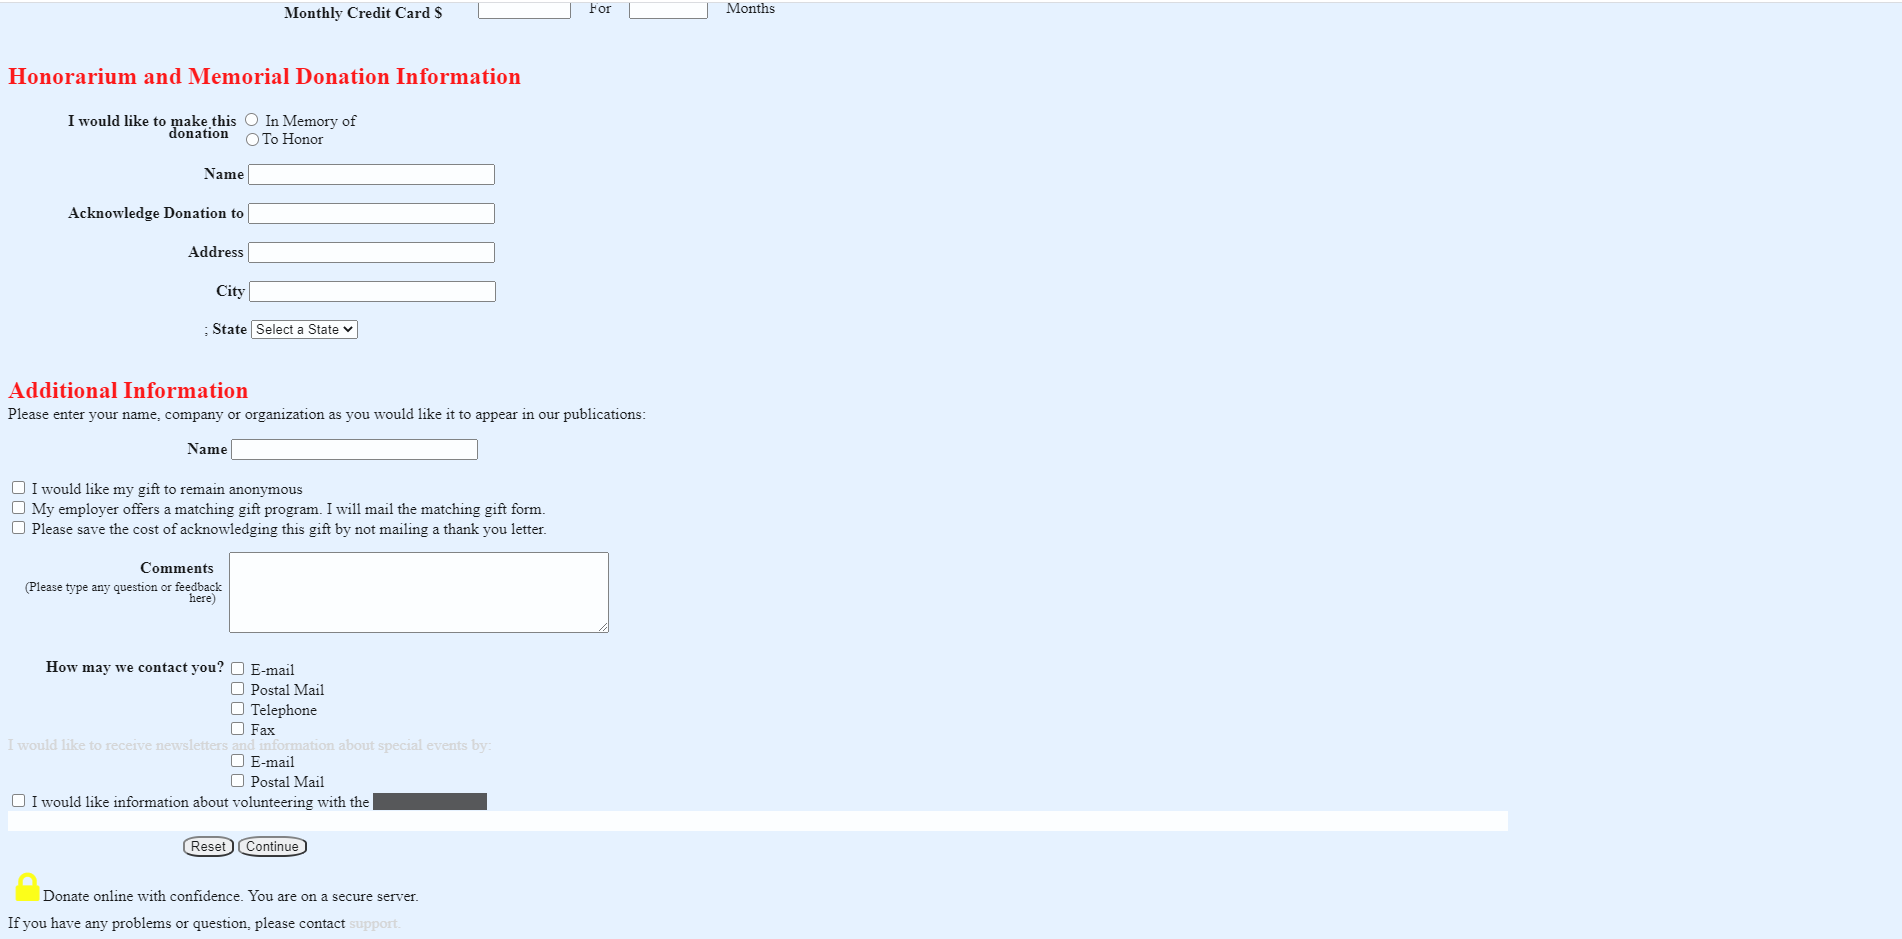 Monthly Credit Card $ For Months
Honorarium and Memorial Donation Information
I would like to make this In Memory of
donation
To Honor
Name
Acknowledge Donation to
Address
City
; State Select a State
Additional Information
Please enter your name, company or organization as you would like it to appear in our publications:
Name
I would like my gift to remain anonymous
My employer offers a matching gift program. I will mail the matching gift form.
Please save the cost of acknowledging this gift by not mailing a thank you letter.
Comments
(Please type any question or feedback
here)
How may we contact you? E-mail
Postal Mail
Telephone
Fax
I would like to receive newsletters and information about special events by:
E-mail
Postal Mail
I would like information about volunteering with the
Reset Continue
Donate online with confidence. You are on a secure server.
If you have any problems or question, please contact support.